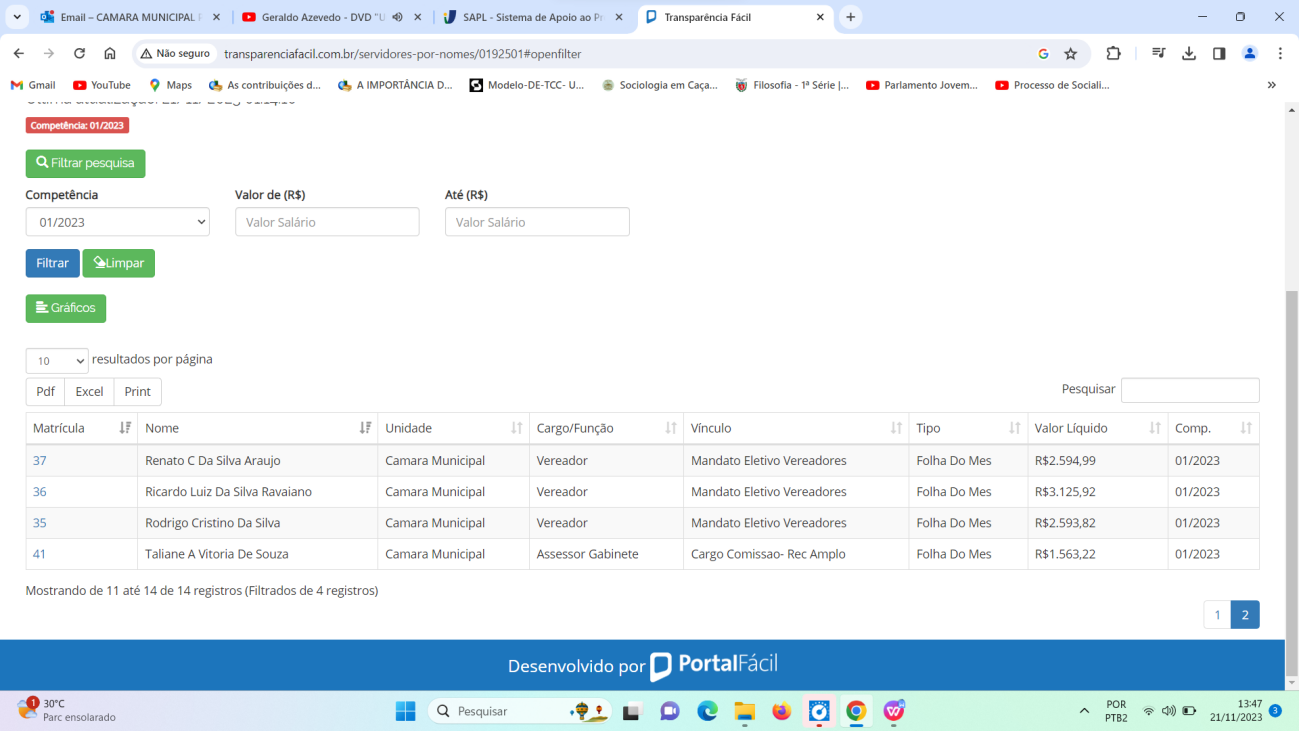 Email – CAMARA MUNICIPAL F
Geraldo Azevedo - DVD "U
SAPL - Sistema de Apoio ao Pr
Transparência Fácil
Não seguro
transparenciafacil.com.br/servidores-por-nomes/0192501#openfilter
Gmail
YouTube
Maps
As contribuições d...
A IMPORTÂNCIA D...
Modelo-DE-TCC- U...
Sociologia em Caça...
Filosofia - 1ª Série |...
Parlamento Jovem...
Processo de Sociali...
Competência: 01/2023
Filtrar pesquisa
Competência Valor de (R$) Até (R$)
01/2023 Valor Salário Valor Salário
Filtrar Limpar
Gráficos
10 resultados por página
Pdf Excel Print Pesquisar
Matrícula Nome Unidade Cargo/Função Vínculo Tipo Valor Líquido Comp.
37 Renato C Da Silva Araujo Camara Municipal Vereador Mandato Eletivo Vereadores Folha Do Mes R$2.594,99 01/2023
36 Ricardo Luiz Da Silva Ravaiano Camara Municipal Vereador Mandato Eletivo Vereadores Folha Do Mes R$3.125,92 01/2023
35 Rodrigo Cristino Da Silva Camara Municipal Vereador Mandato Eletivo Vereadores Folha Do Mes R$2.593,82 01/2023
41 Taliane A Vitoria De Souza Camara Municipal Assessor Gabinete Cargo Comissao- Rec Amplo Folha Do Mes R$1.563,22 01/2023
Mostrando de 11 até 14 de 14 registros (Filtrados de 4 registros)
1 2
Desenvolvido por PortalFácil
1
30°C
Parc ensolarado
Pesquisar
POR
PTB2
13:47
21/11/2023
3